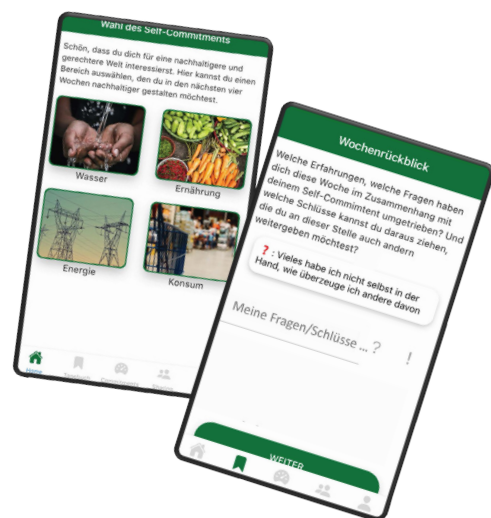 Wahl des Self-Commitments
Schön, dass du dich für eine nachhaltigere und
gerechtere Welt interessierst. Hier kannst du einen
Bereich auswählen, den du in den nächsten vier
Wochen nachhaltiger gestalten möchtest.
Wasser
Ernährung
Energie
Konsum
Home
Wochenrückblick
Welche Erfahrungen, welche Fragen haben
dich diese Woche im Zusammenhang mit
deinem Self-Commimtent umgetrieben? Und
welche Schlüsse kannst du daraus ziehen,
die du an dieser Stelle auch andern
weitergeben möchtest?
❓ : Vieles habe ich nicht selbst in der
Hand, wie überzeuge ich andere davon
Meine Fragen/Schlüsse ... ? !
WEITER